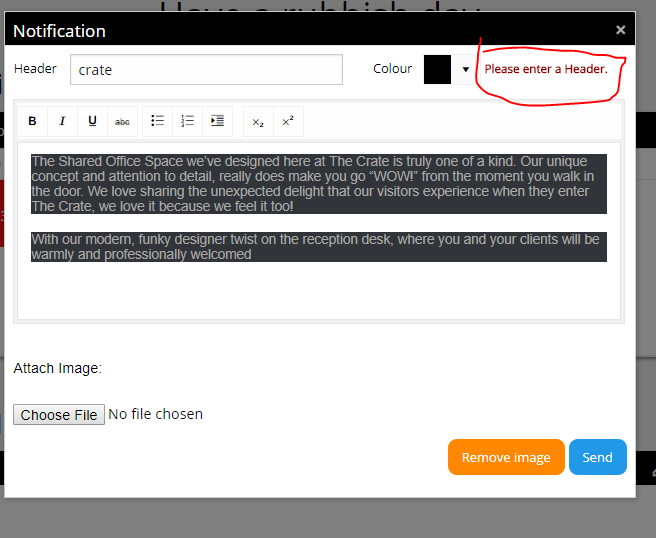 Have a rubbish day
Notification ×
Header crate Colour Please enter a Header.
B I U abc x₂ x²
The Shared Office Space we've designed here at The Crate is truly one of a kind. Our unique
concept and attention to detail, really does make you go “WOW!” from the moment you walk in
the door. We love sharing the unexpected delight that our visitors experience when they enter
The Crate, we love it because we feel it too!
With our modern, funky designer twist on the reception desk, where you and your clients will be
warmly and professionally welcomed
Attach Image:
Choose File No file chosen
Remove image Send